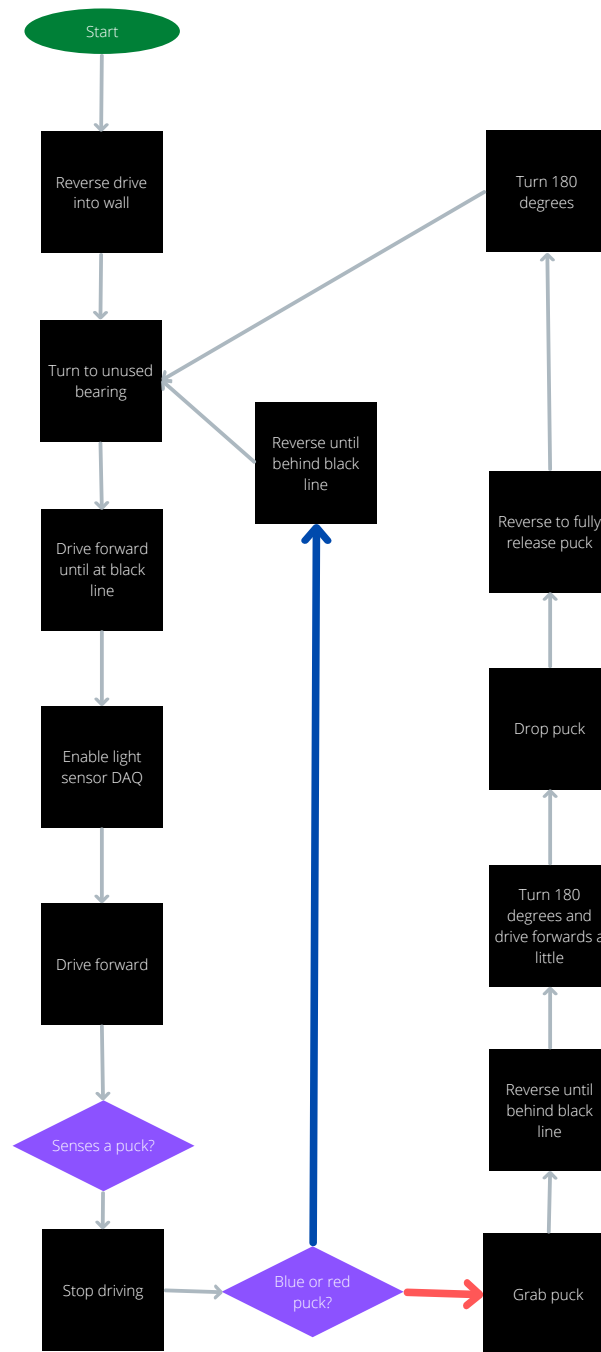 Start
Reverse drive
into wall
Turn to unused
bearing
Drive forward
until at black
line
Enable light
sensor DAQ
Drive forward
Senses a puck?
Stop driving
Blue or red
puck?
Reverse until
behind black
line
Grab puck
Reverse until
behind black
line
Turn 180
degrees and
drive forwards a
little
Drop puck
Reverse to fully
release puck
Turn 180
degrees